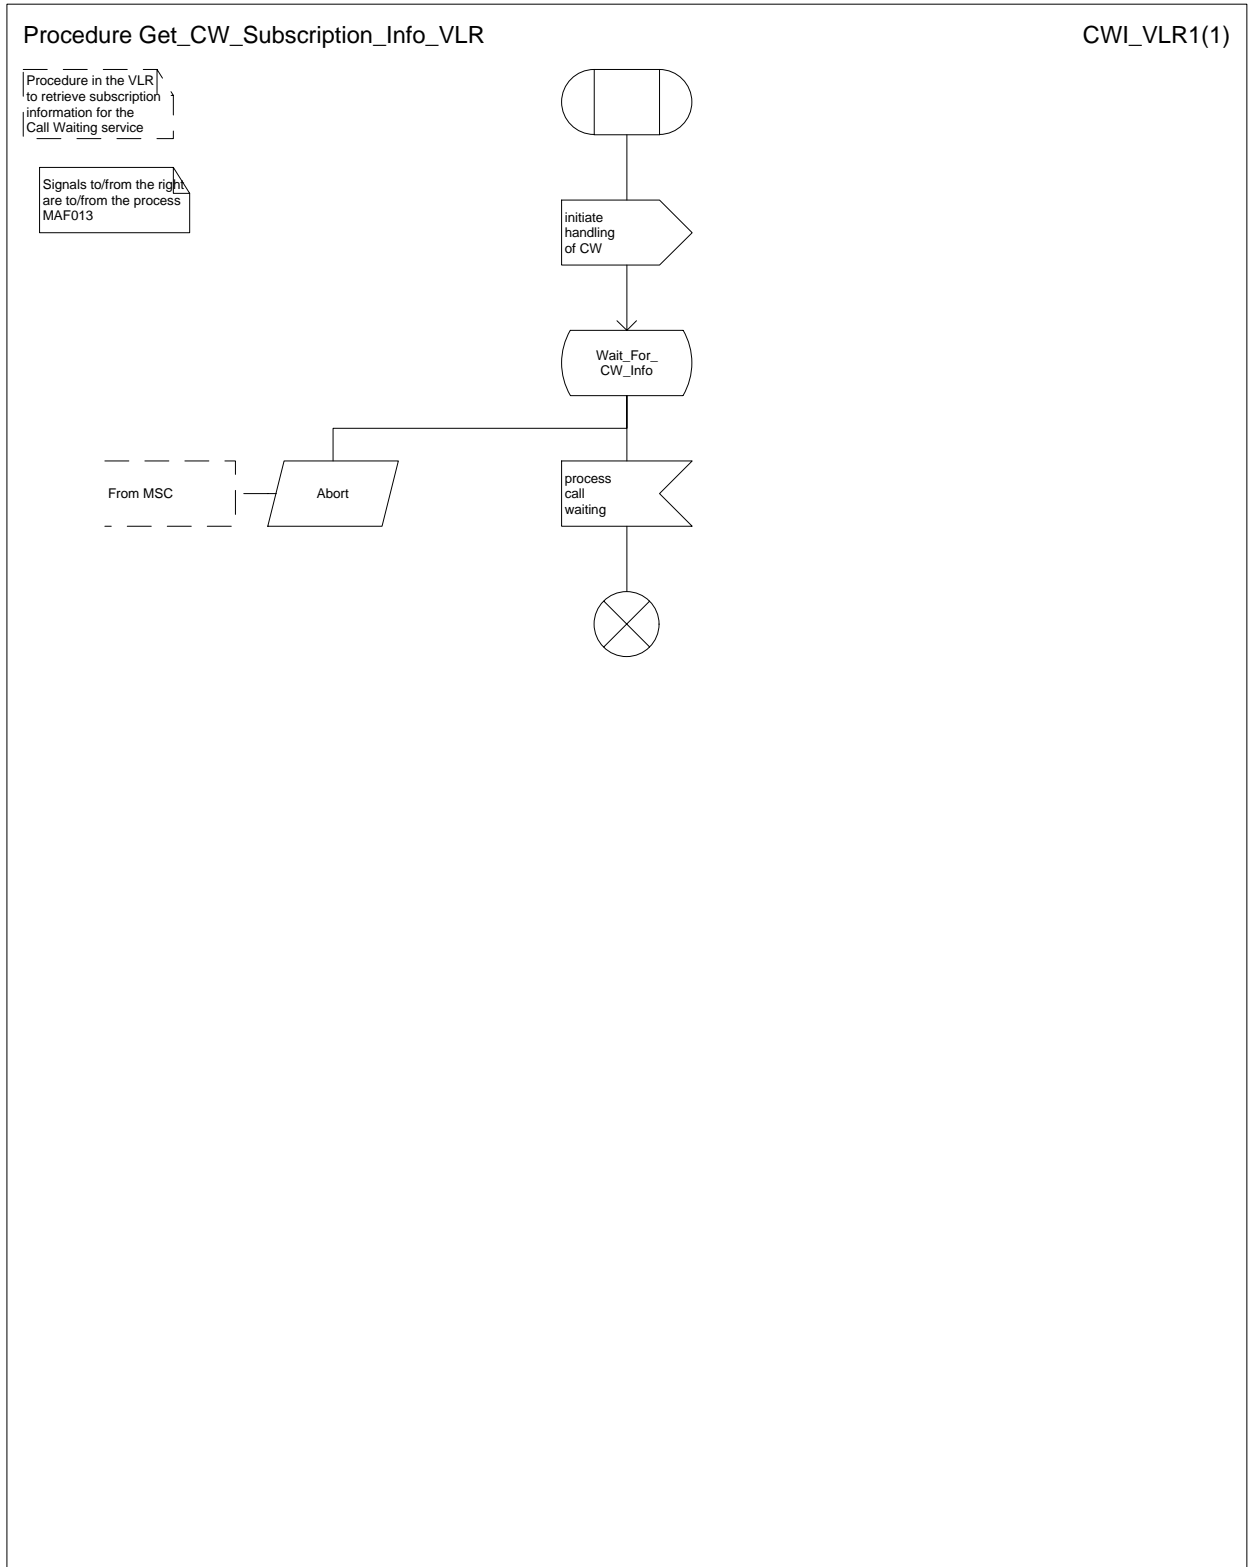 Procedure Get_CW_Subscription_Info_VLR
CWI_VLR1(1)
Procedure in the VLR
to retrieve subscription
information for the
Call Waiting service
Signals to/from the right
are to/from the process
MAF013
initiate
handling
of CW
Wait_For_
CW_Info
From MSC
Abort
process
call
waiting